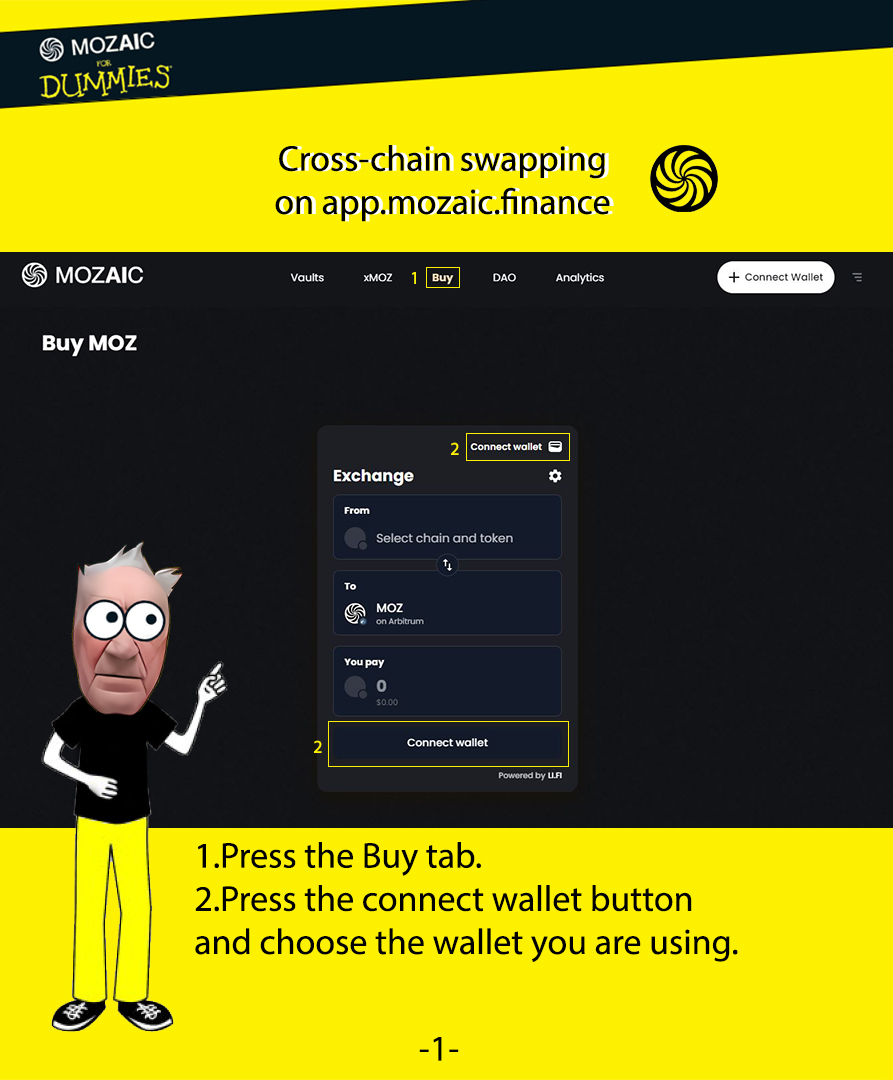 MOZAIC
FOR
DUMMIES
Cross-chain swapping
on app.mozaic.finance
MOZAIC
Vaults
xMOZ
1
Buy
DAO
Analytics
Connect Wallet
Buy MOZ
2
Connect wallet
Exchange
From
Select chain and token
To
MOZ
on Arbitrum
You pay
0
$0.00
2
Connect wallet
Powered by LI.FI
1.Press the Buy tab.
2.Press the connect wallet button
and choose the wallet you are using.
-1-